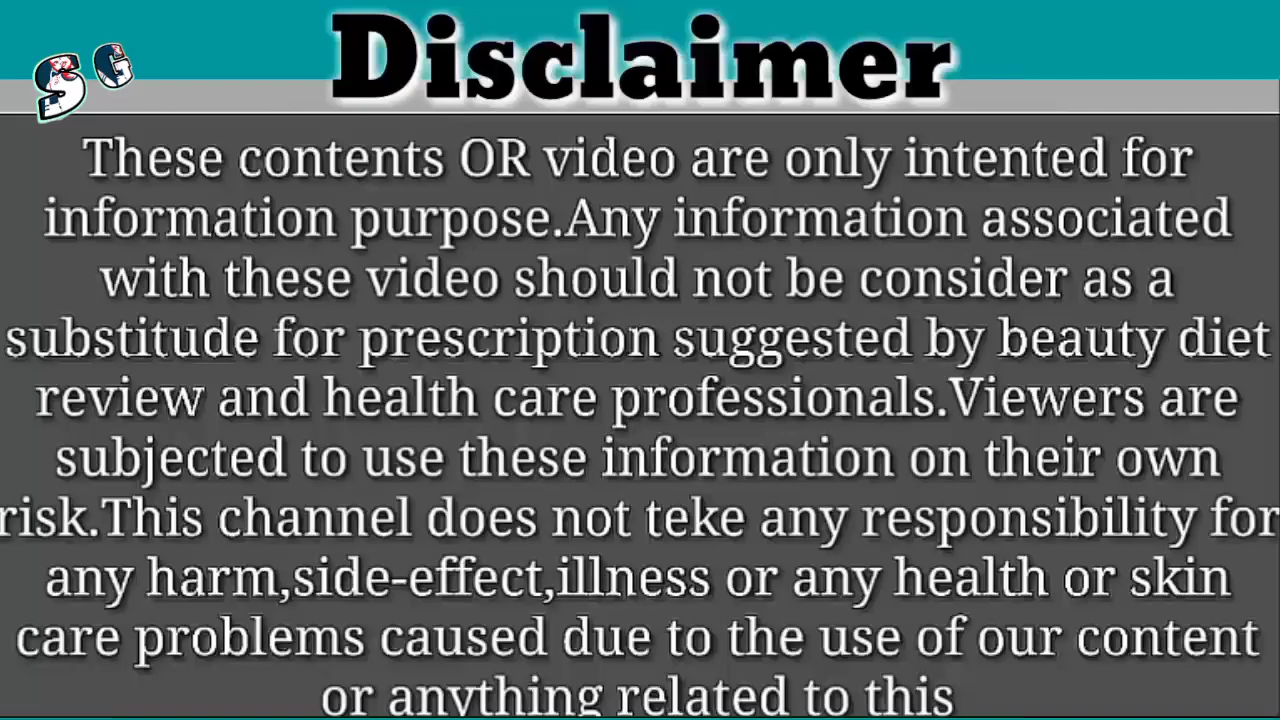 Disclaimer
S G
These contents OR video are only intented for
information purpose.Any information associated
with these video should not be consider as a
substitude for prescription suggested by beauty diet
review and health care professionals.Viewers are
subjected to use these information on their own
risk.This channel does not teke any responsibility for
any harm,side-effect,illness or any health or skin
care problems caused due to the use of our content
or anything related to this